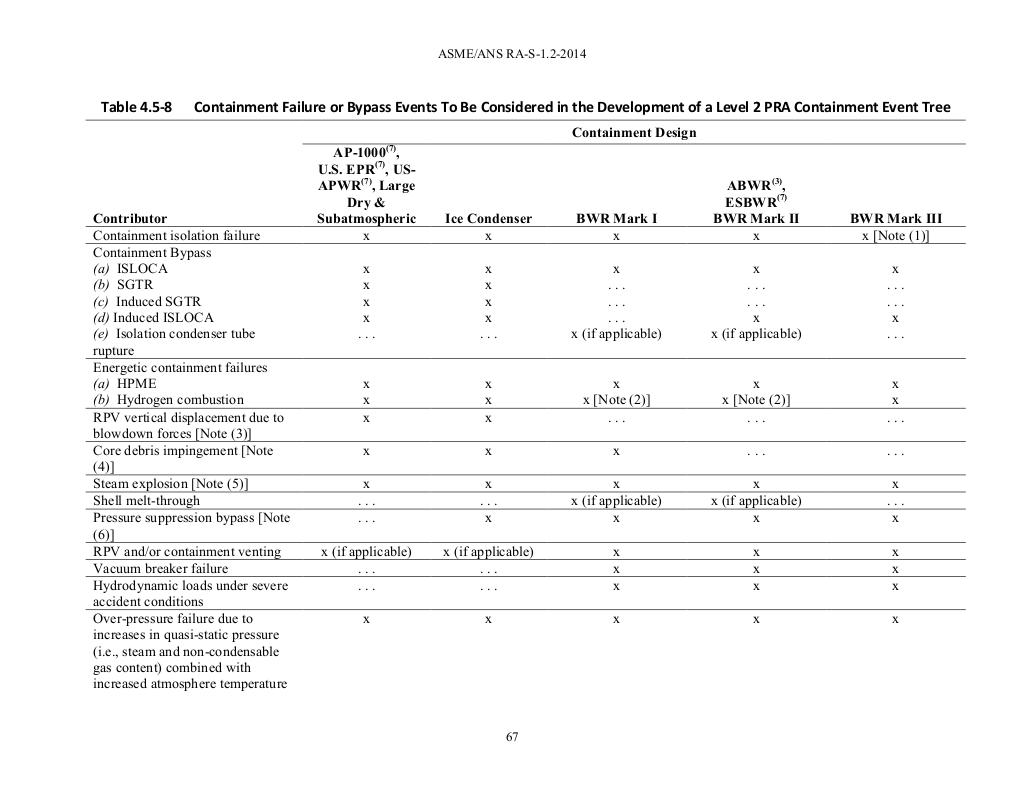 ASME/ANS RA-S-1.2-2014
Table 4.5-8 Containment Failure or Bypass Events To Be Considered in the Development of a Level 2 PRA Containment Event Tree
Containment Design
AP-1000(7),
U.S. EPR(7), US-
APWR(7), Large
Dry &
ABWR(3),
ESBWR(7)
Contributor Subatmospheric Ice Condenser BWR Mark I BWR Mark II BWR Mark III
Containment isolation failure x x x x x [Note (1)]
Containment Bypass
(a) ISLOCA x x x x x
(b) SGTR x x . . . . . . . . .
(c) Induced SGTR x x . . . . . . . . .
(d) Induced ISLOCA x x . . . x x
(e) Isolation condenser tube . . . . . . x (if applicable) x (if applicable) . . .
rupture
Energetic containment failures
(a) HPME x x x x x
(b) Hydrogen combustion x x x [Note (2)] x [Note (2)] x
RPV vertical displacement due to x x . . . . . . . . .
blowdown forces [Note (3)]
Core debris impingement [Note x x x . . . . . .
(4)]
Steam explosion [Note (5)] x x x x x
Shell melt-through . . . . . . x (if applicable) x (if applicable) . . .
Pressure suppression bypass [Note . . . x x x x
(6)]
RPV and/or containment venting x (if applicable) x (if applicable) x x x
Vacuum breaker failure . . . . . . x x x
Hydrodynamic loads under severe . . . . . . x x x
accident conditions
Over-pressure failure due to x x x x x
increases in quasi-static pressure
(i.e., steam and non-condensable
gas content) combined with
increased atmosphere temperature
67